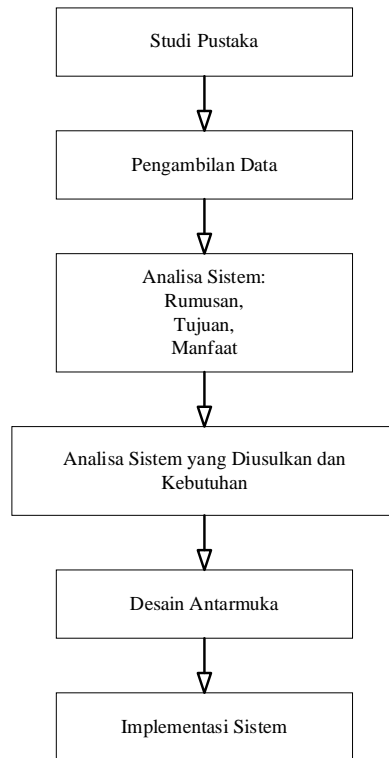 Studi Pustaka
Pengambilan Data
Analisa Sistem:
Rumusan,
Tujuan,
Manfaat
Analisa Sistem yang Diusulkan dan
Kebutuhan
Desain Antarmuka
Implementasi Sistem